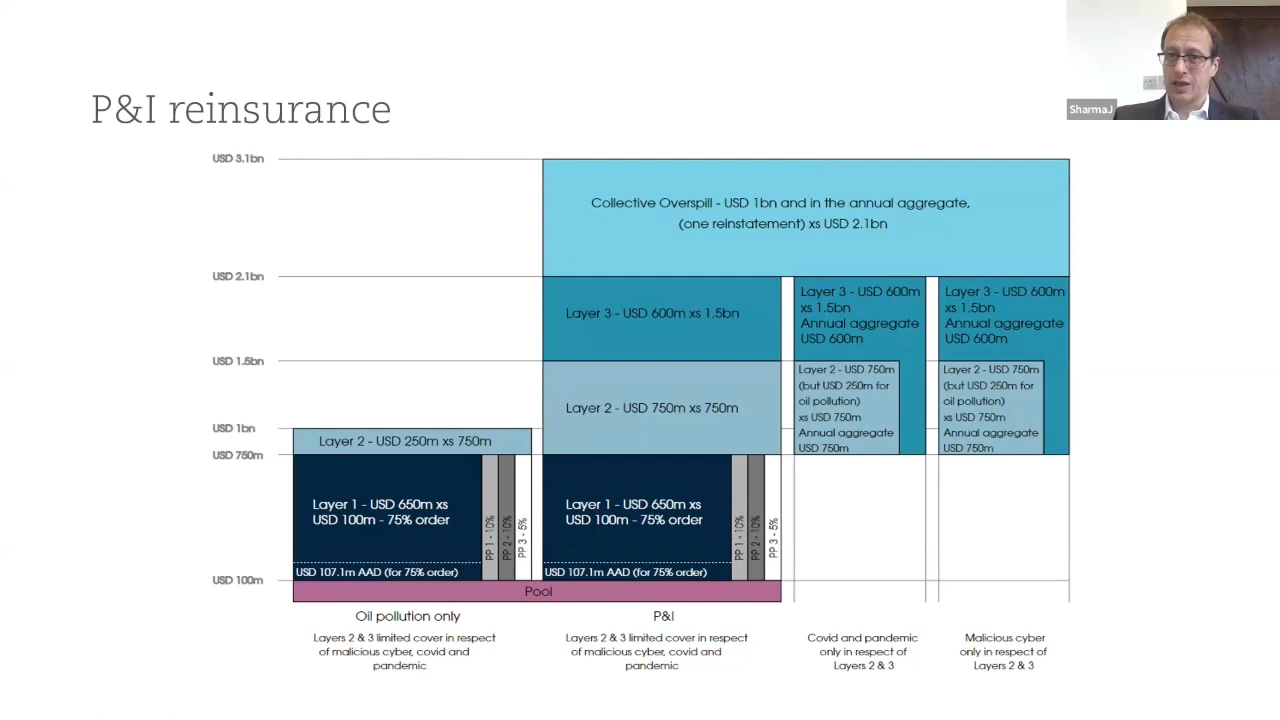 SharmaJ
P&I reinsurance
USD 3.1bn
Collective Overspill - USD 1bn and in the annual aggregate,
(one reinstatement) xs USD 2.1bn
USD 2.1bn
Layer 3 - USD 600m xs 1.5bn
Layer 3 - USD 600m
xs 1.5bn
Annual aggregate
USD 600m
Layer 3 - USD 600m
xs 1.5bn
Annual aggregate
USD 600m
USD 1.5bn
Layer 2 - USD 750m xs 750m
Layer 2 - USD 750m
(but USD 250m for
oil pollution)
xs USD 750m
Annual aggregate
USD 750m
Layer 2 - USD 750m
(but USD 250m for
oil pollution)
xs USD 750m
Annual aggregate
USD 750m
USD 1bn
Layer 2 - USD 250m xs 750m
USD 750m
Layer 1 - USD 650m xs
USD 100m - 75% order
PP 1 - 10%
PP 2 - 10%
PP 3 - 5%
Layer 1 - USD 650m xs
USD 100m - 75% order
PP 1 - 10%
PP 2 - 10%
PP 3 - 5%
USD 107.1m AAD (for 75% order)
USD 107.1m AAD (for 75% order)
USD 100m
Pool
Oil pollution only
Layers 2 & 3 limited cover in respect
of malicious cyber, covid and
pandemic
P&I
Layers 2 & 3 limited cover in respect
of malicious cyber, covid and
pandemic
Covid and pandemic
only in respect of
Layers 2 & 3
Malicious cyber
only in respect of
Layers 2 & 3